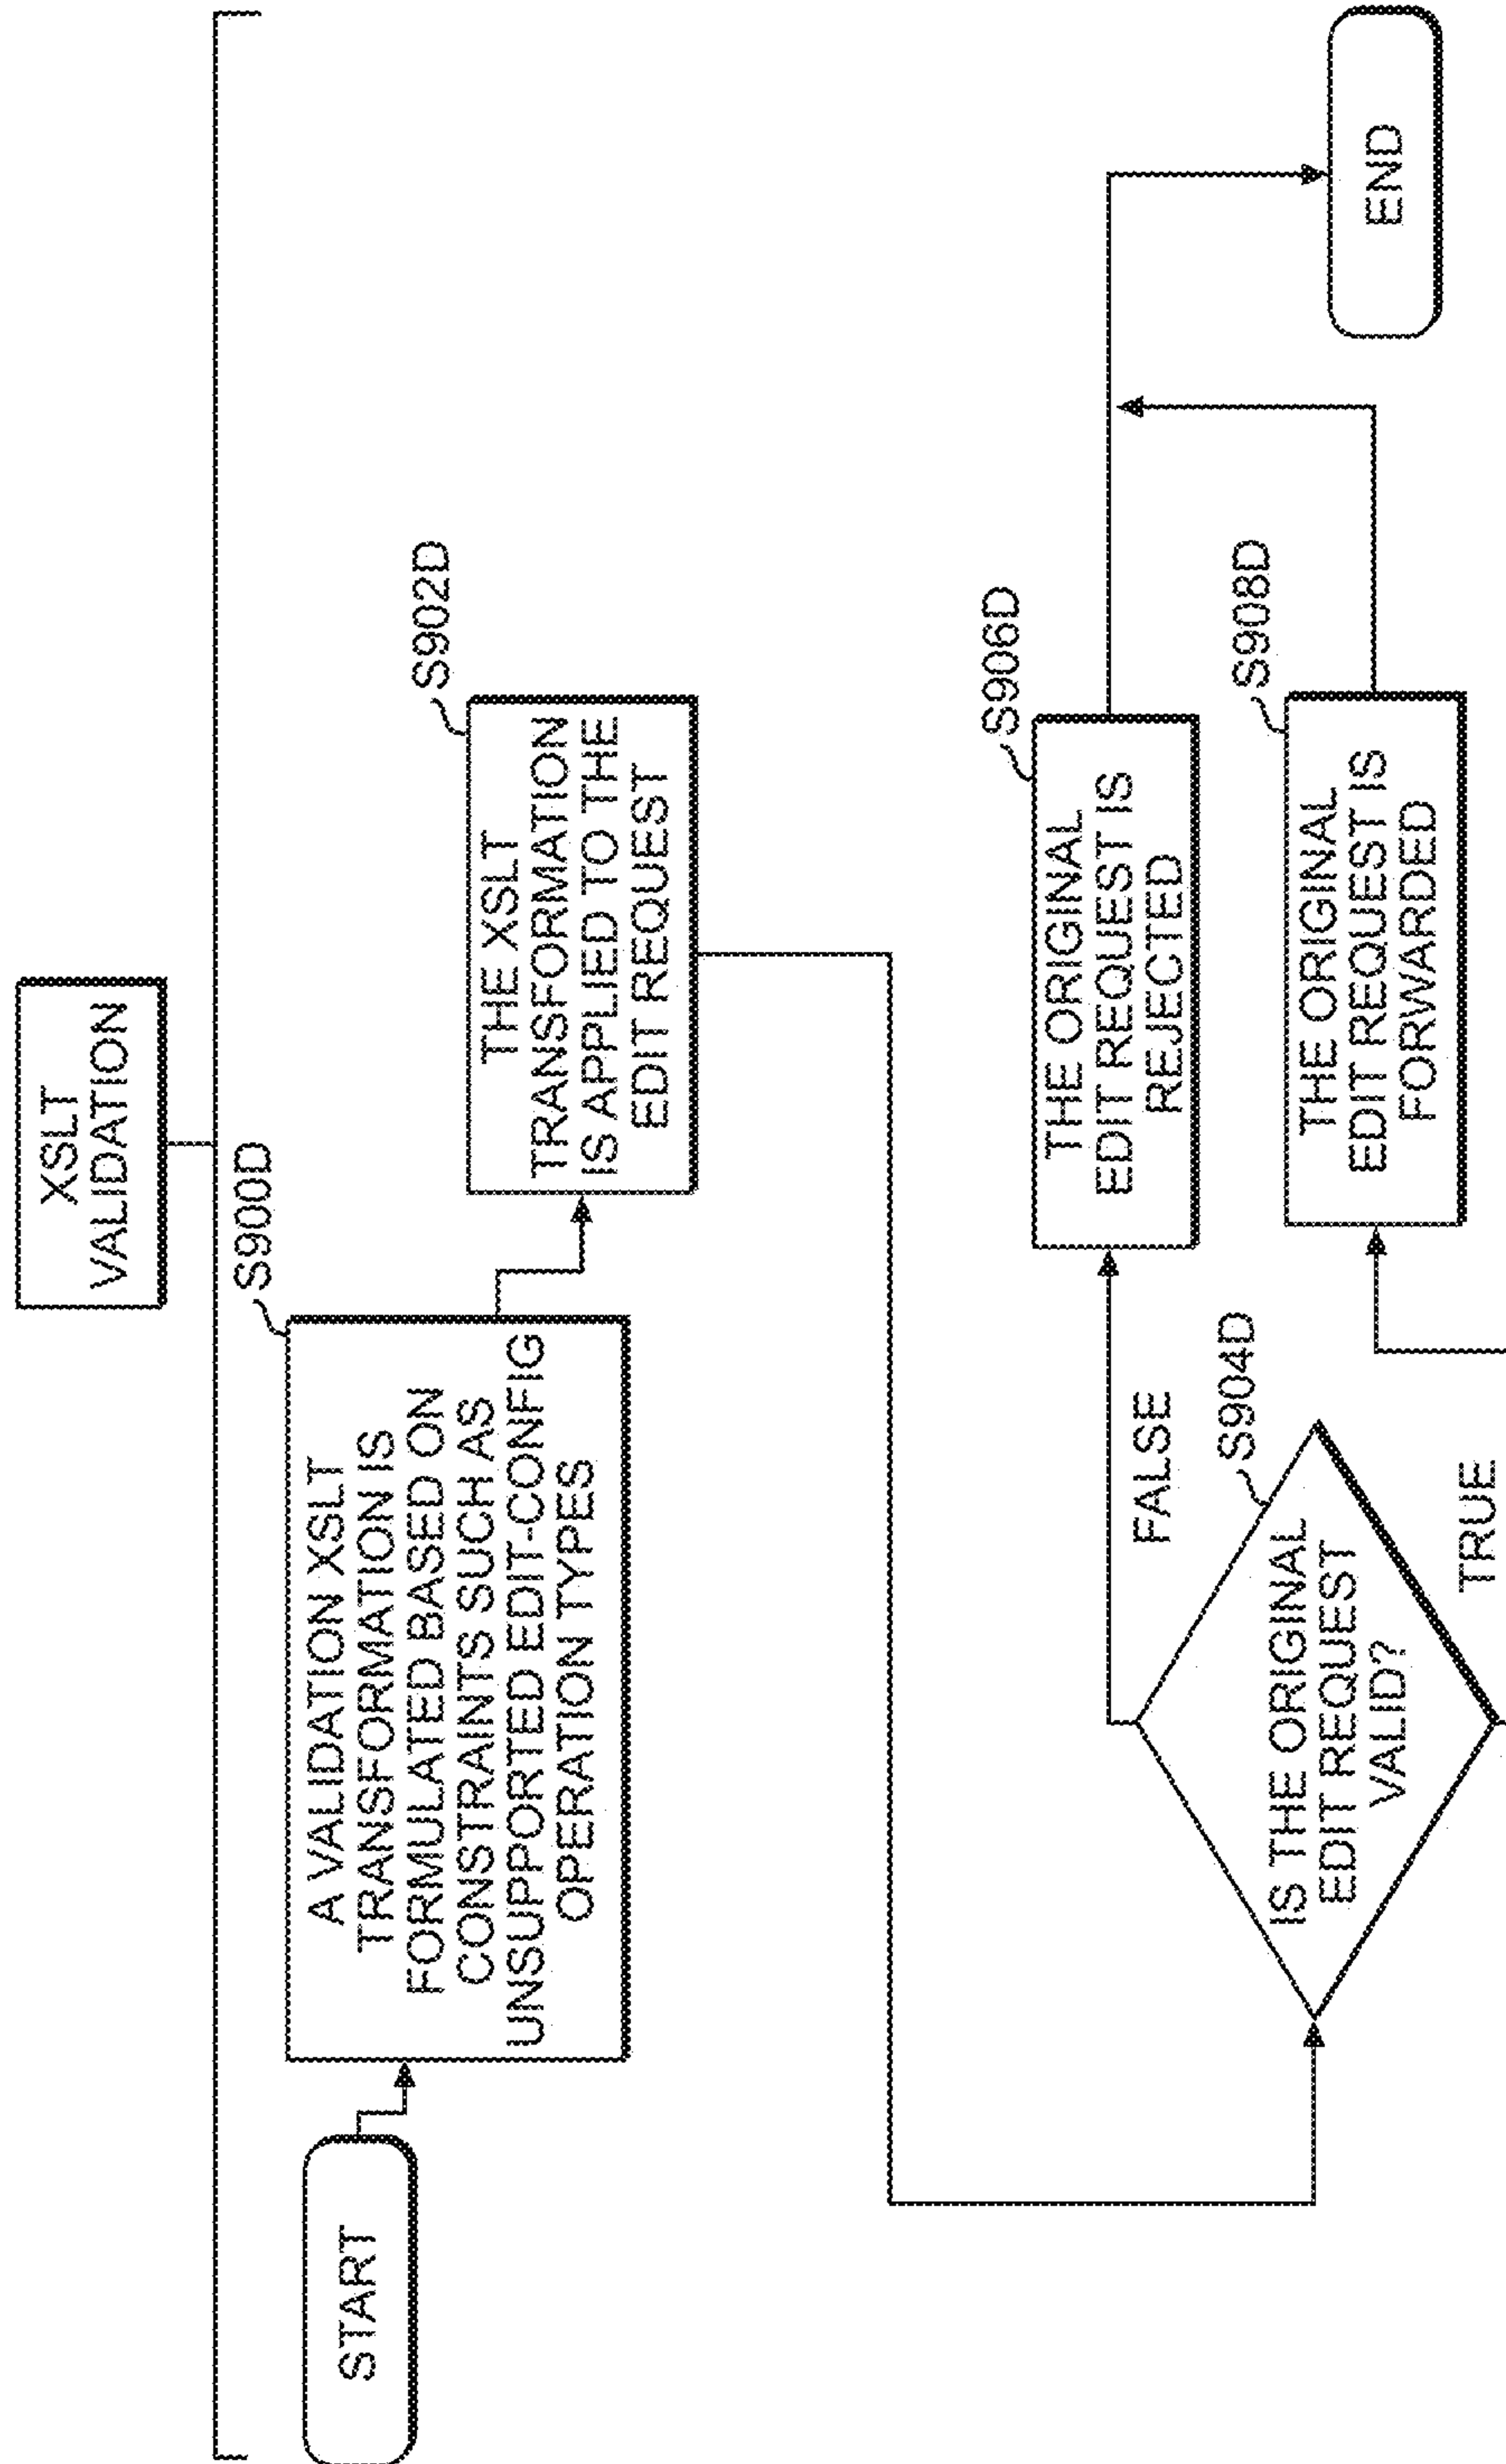 XSLT
VALIDATION
START
S900D
A VALIDATION XSLT
TRANSFORMATION IS
FORMULATED BASED ON
CONSTRAINTS SUCH AS
UNSUPPORTED EDIT-CONFIG
OPERATION TYPES
S902D
THE XSLT
TRANSFORMATION
IS APPLIED TO THE
EDIT REQUEST
S904D
IS THE ORIGINAL
EDIT REQUEST
VALID?
FALSE
TRUE
S906D
THE ORIGINAL
EDIT REQUEST IS
REJECTED
S908D
THE ORIGINAL
EDIT REQUEST IS
FORWARDED
END